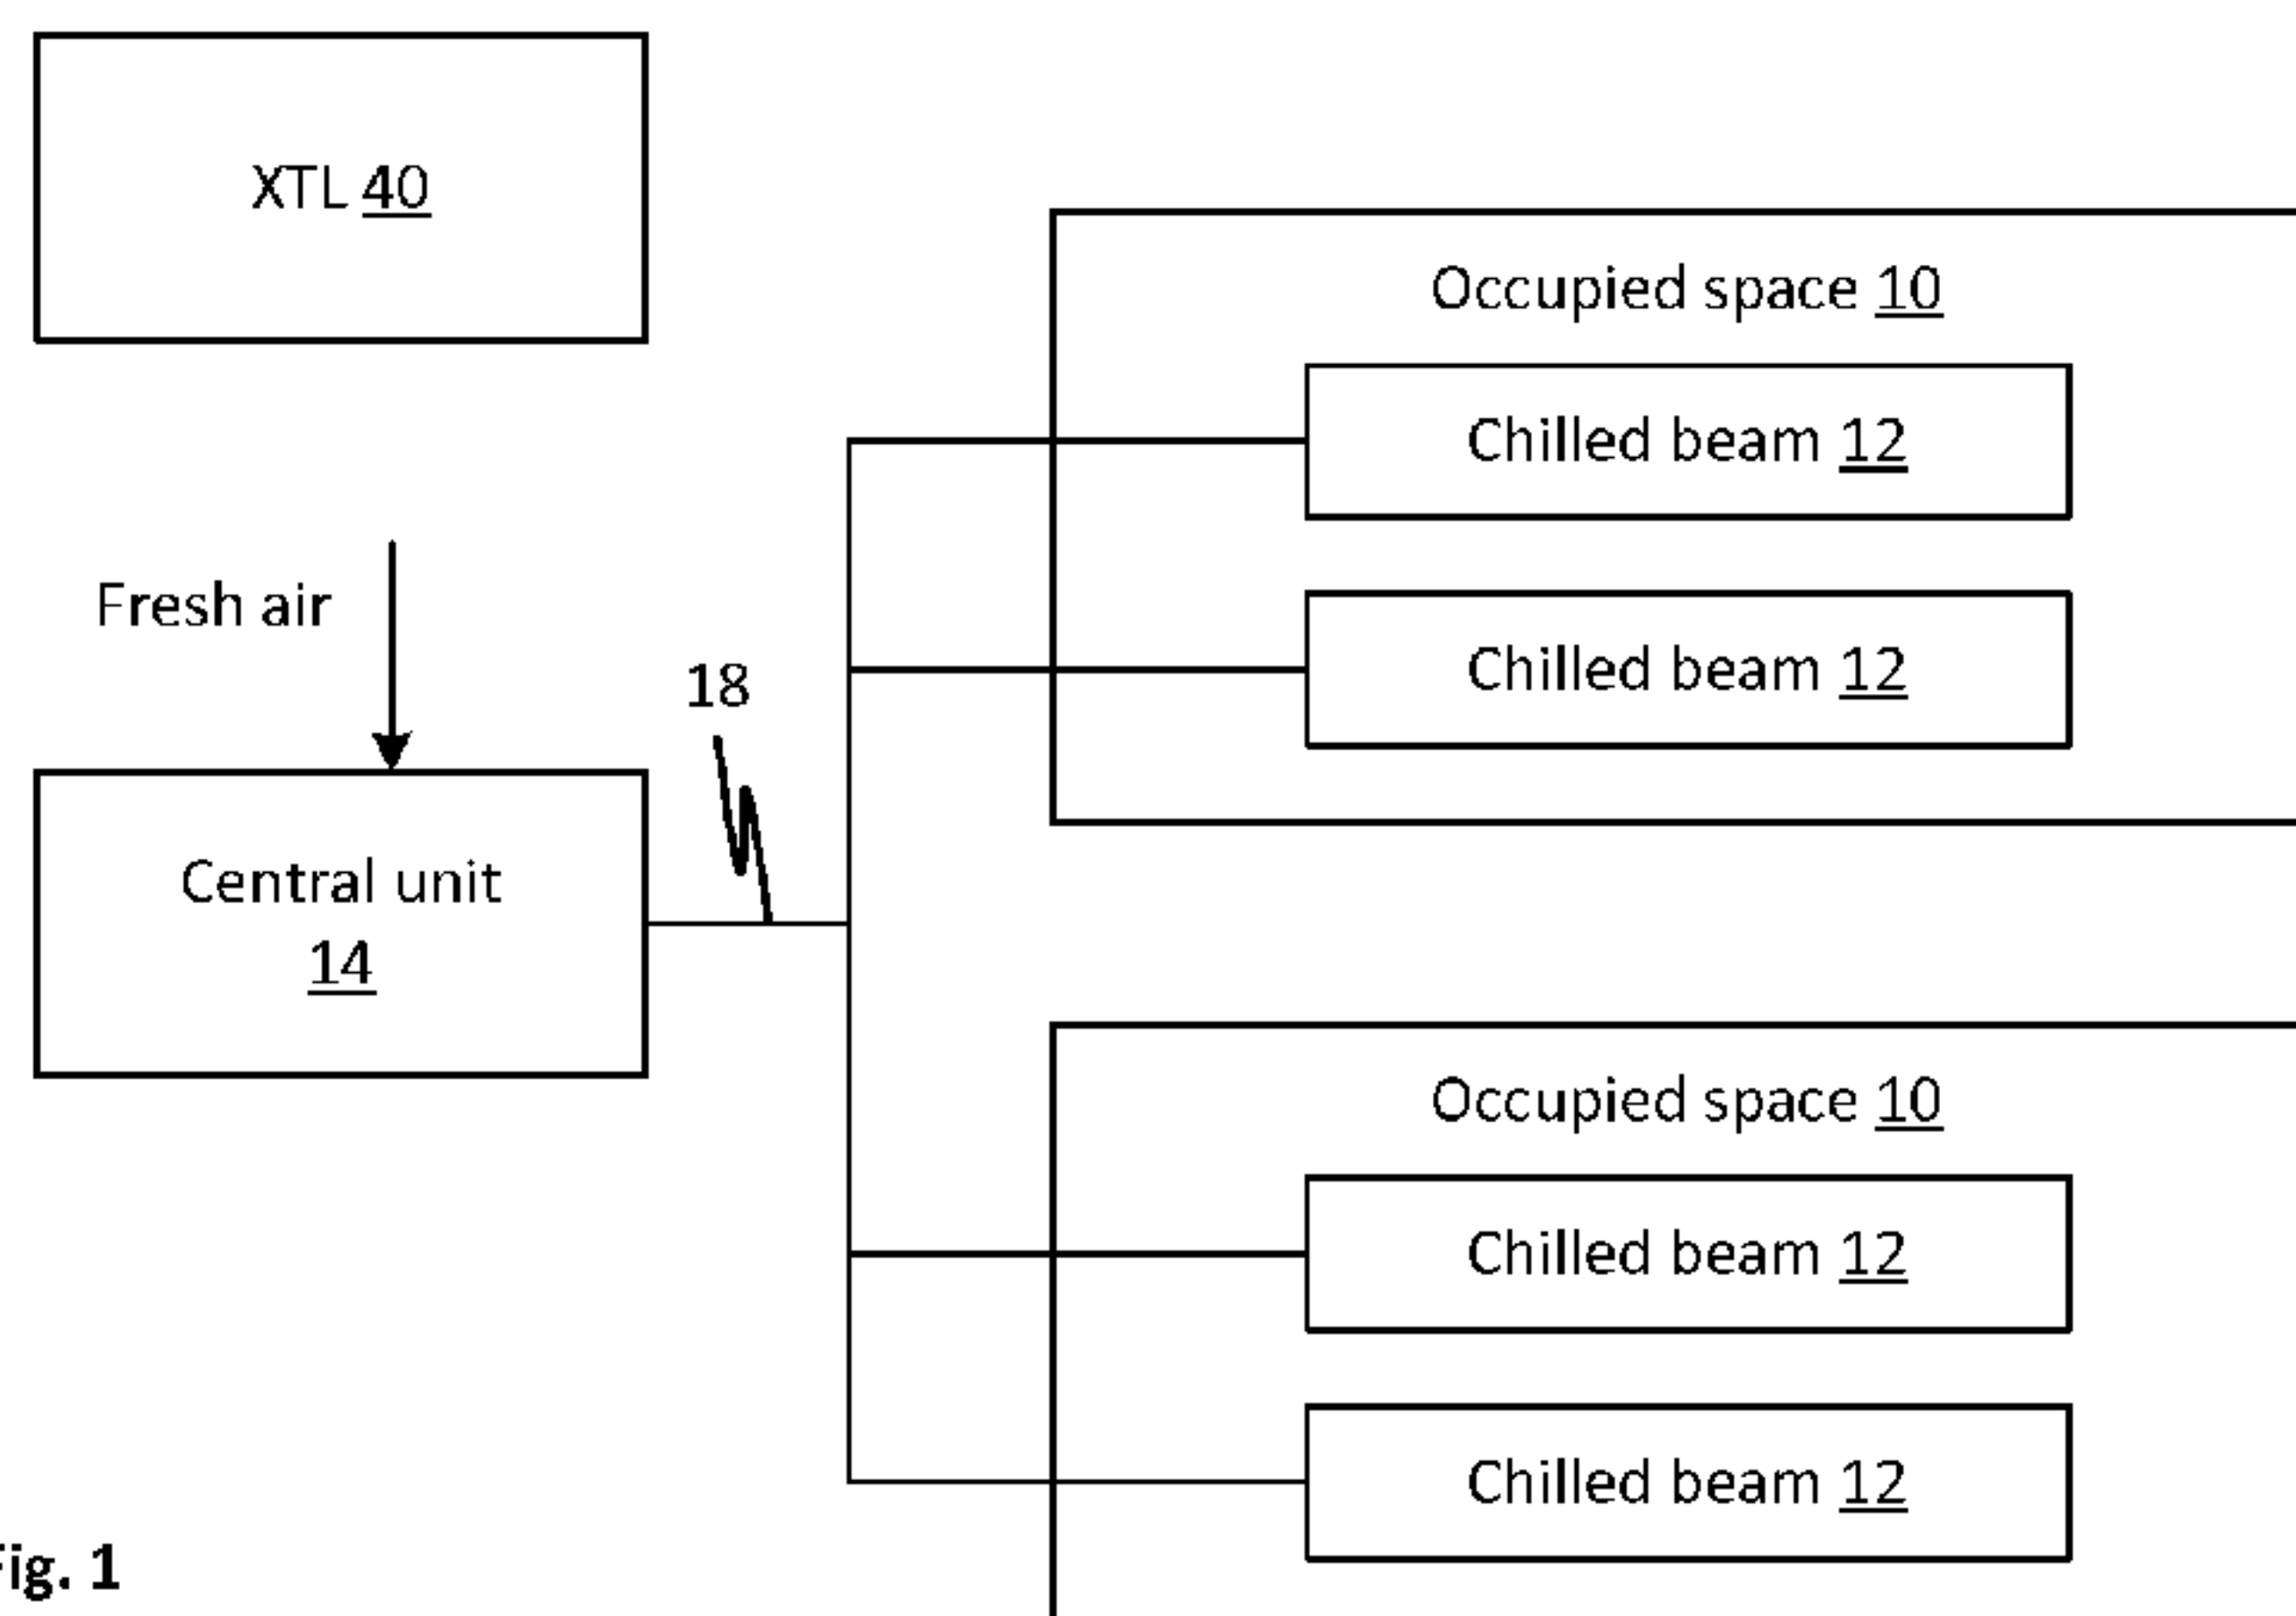 XTL 40
Occupied space 10
Chilled beam 12
Fresh air
Chilled beam 12
18
Central unit
14
Occupied space 10
Chilled beam 12
Chilled beam 12
Fig. 1